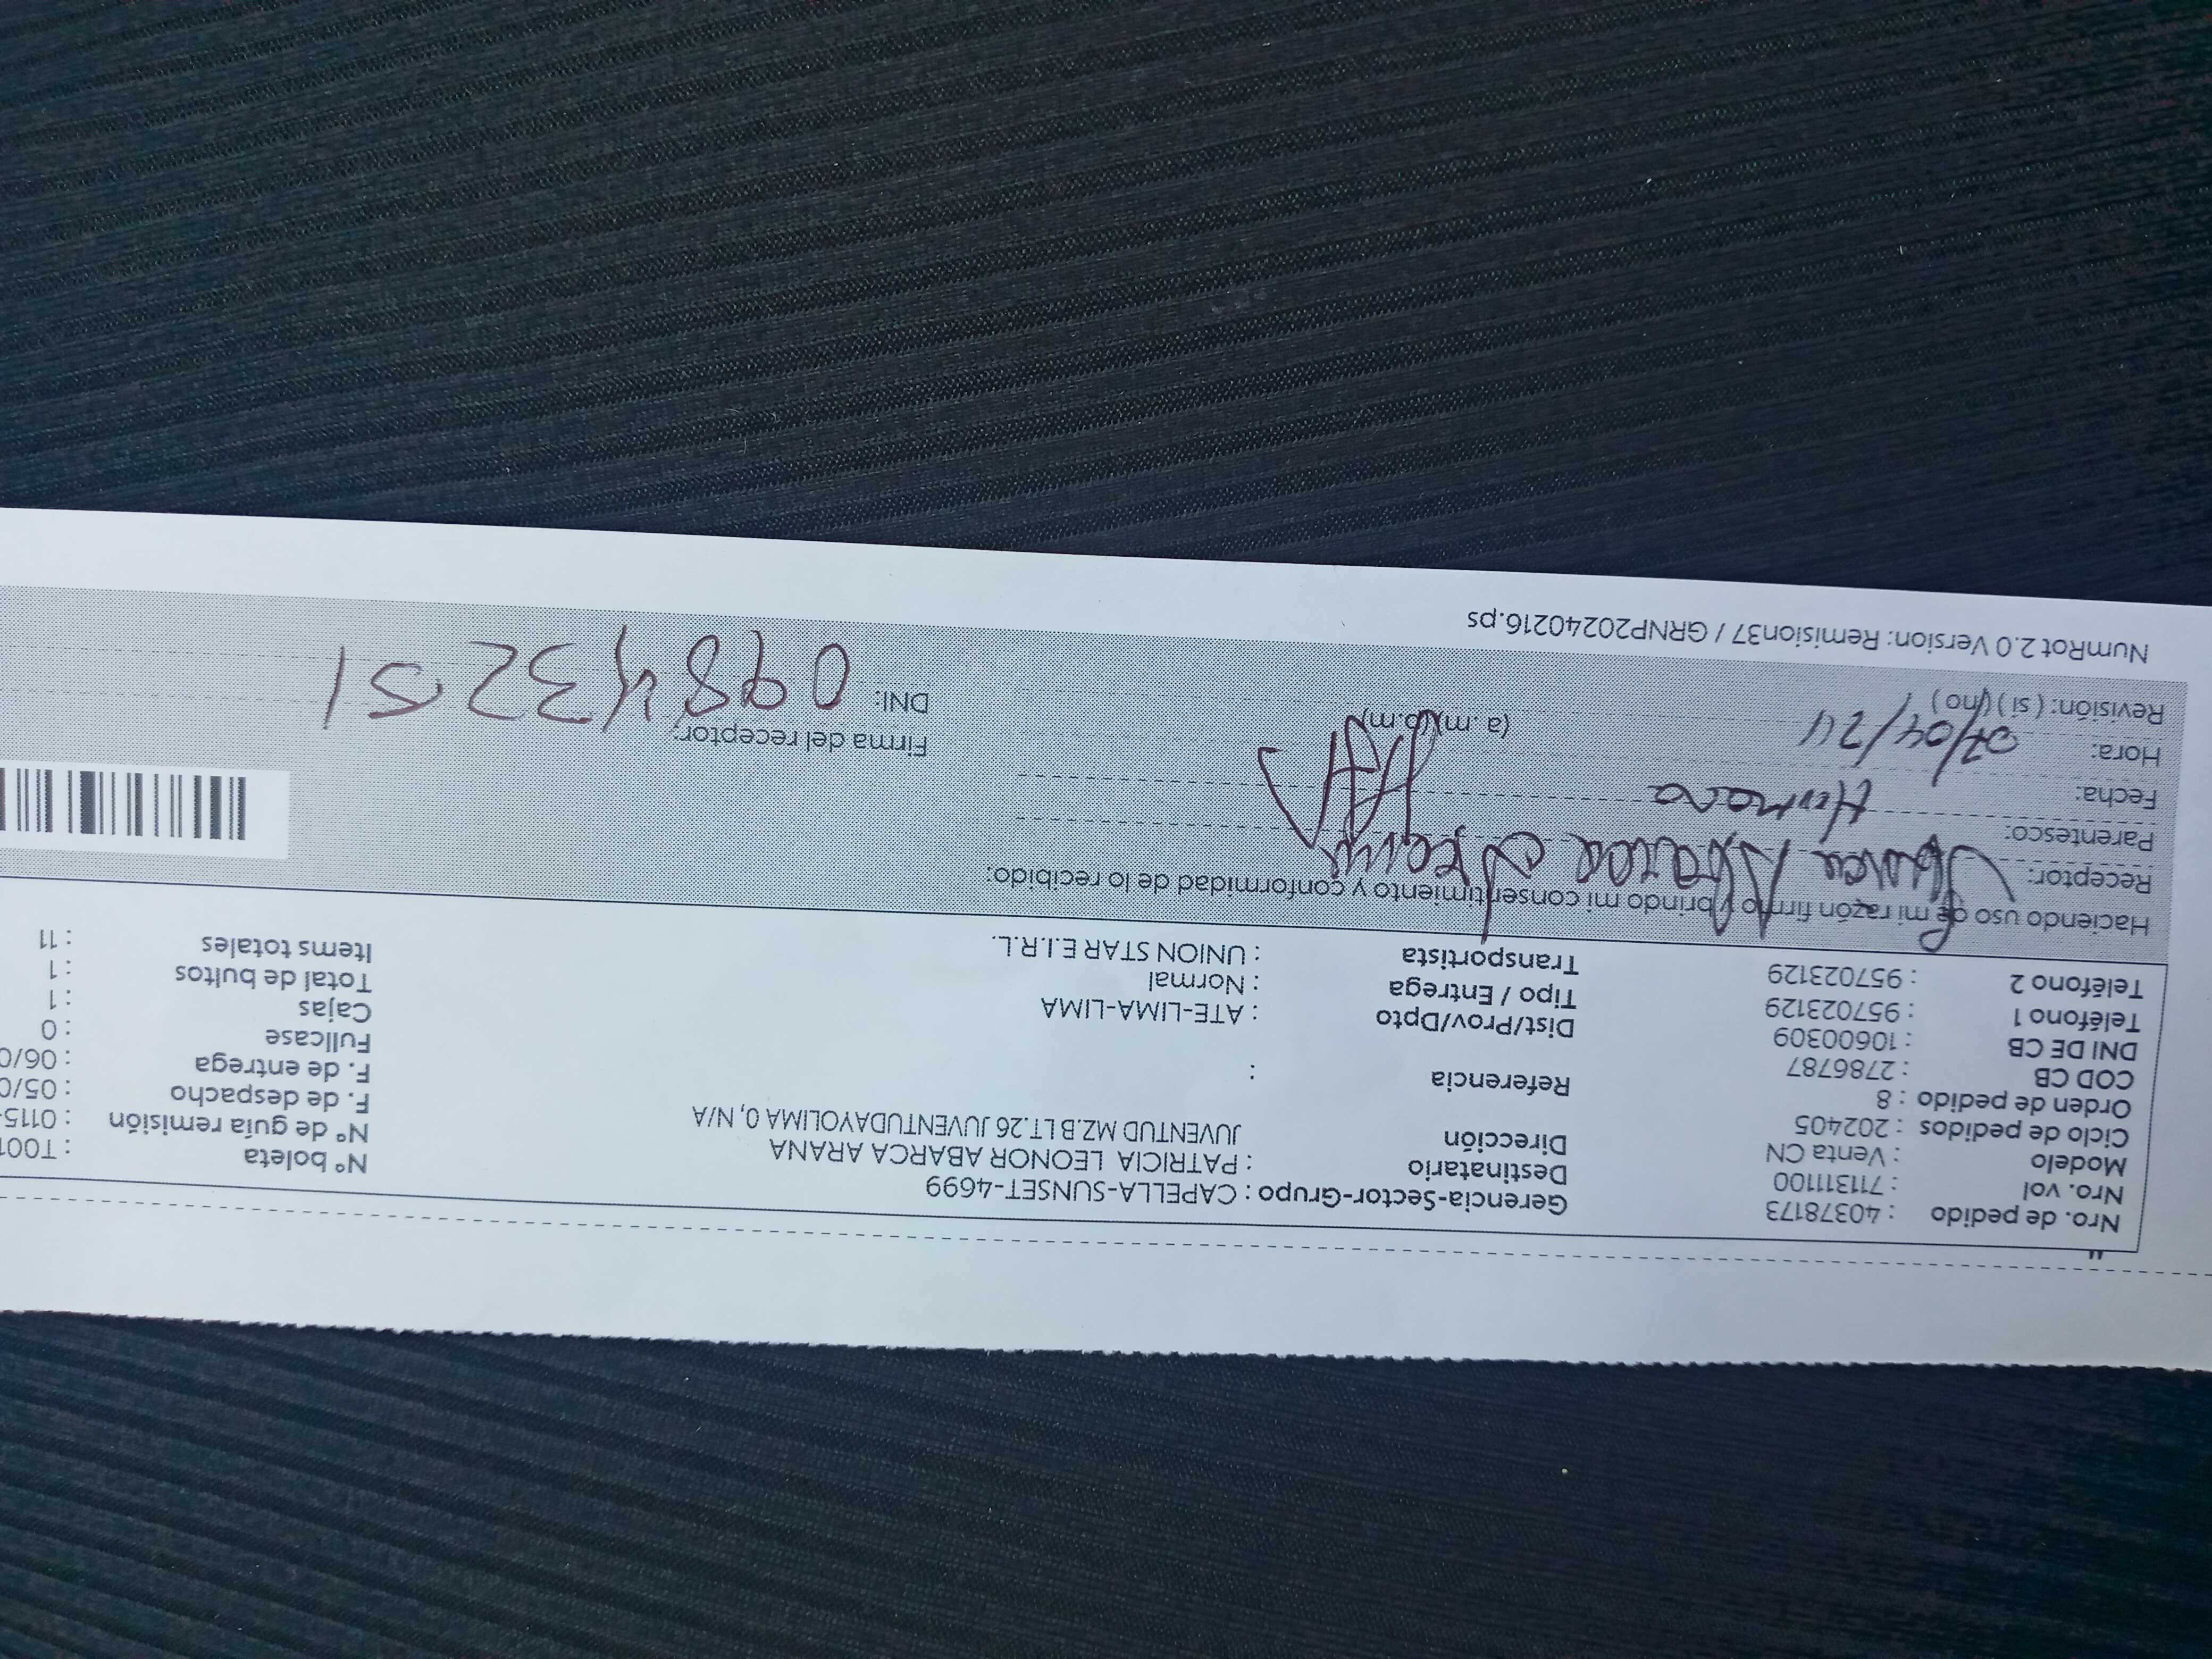 Nro. de pedido : 40378173 Gerencia-Sector-Grupo : CAPELLA-SUNSET-4699 N° boleta : T001
Nro. vol : 711311100 Destinatario : PATRICIA LEONOR ABARCA ARANA N° de guía remisión : 0115
Modelo : Venta CN Dirección JUVENTUD MZ.B LT.26 JUVENTUDAYOLIMA 0, N/A F. de despacho : 05/0
Ciclo de pedidos : 202405 F. de entrega : 06/0
Orden de pedido : 8 Referencia : Fullcase : 0
COD CB : 2786787 Cajas : 1
DNI DE CB : 10600309 Dist/Prov/Dpto : ATE-LIMA-LIMA Total de bultos : 1
Teléfono 1 : 957023129 Tipo / Entrega : Normal Items totales : 11
Teléfono 2 : 957023129 Transportista : UNION STAR E.I.R.L.
Haciendo uso de mi razón firmo y brindo mi consentimiento y conformidad de lo recibido:
Receptor: Abarca
Parentesco: Hermana
Fecha: 07/04/24
Hora: (a. m) (p.m) Firma del receptor:
Revisión: ( si ) ( no ) DNI: 09843251
NumRot 2.0 Version: Remision37 / GRNP20240216.ps